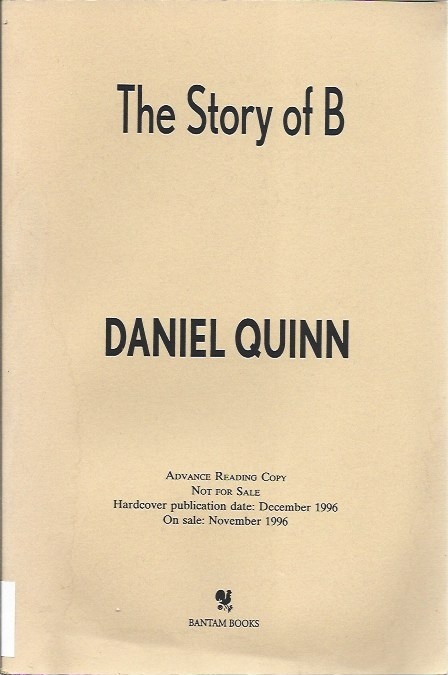 The Story of B
DANIEL QUINN
ADVANCE READING COPY
NOT FOR SALE
Hardcover publication date: December 1996
On sale: November 1996
BANTAM BOOKS